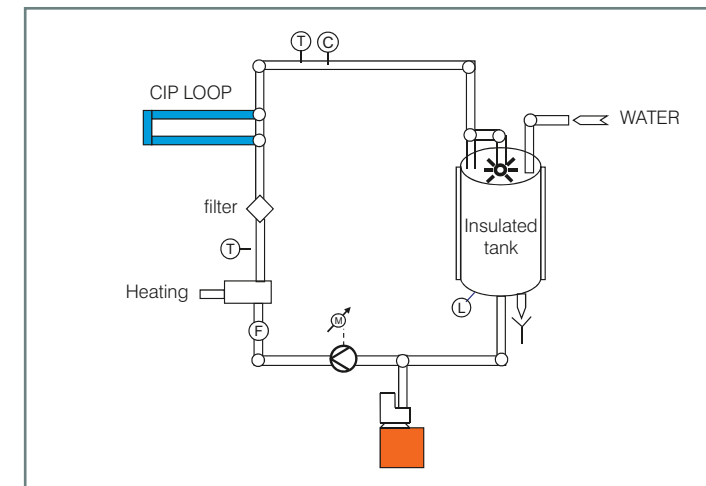 T
C
CIP LOOP
WATER
filter
Insulated
tank
T
Heating
L
F
M